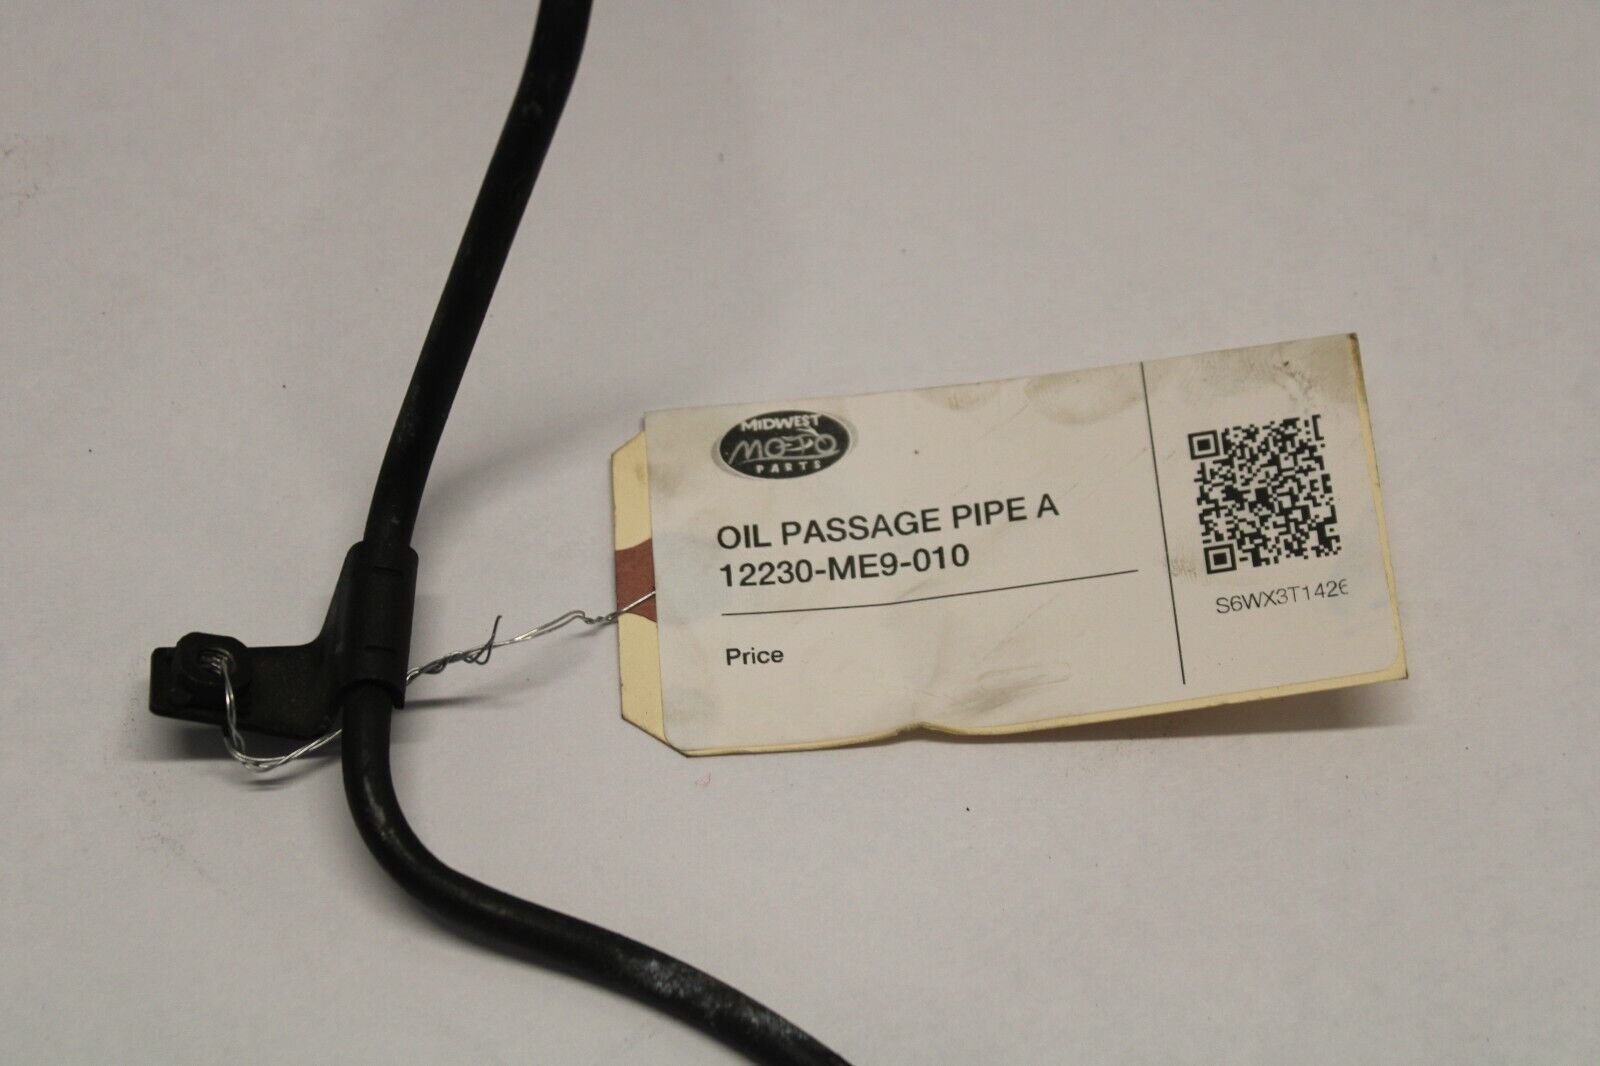 MIDWEST
MOTO
PARTS
OIL PASSAGE PIPE A
12230-ME9-010
Price
S6WX3T1426